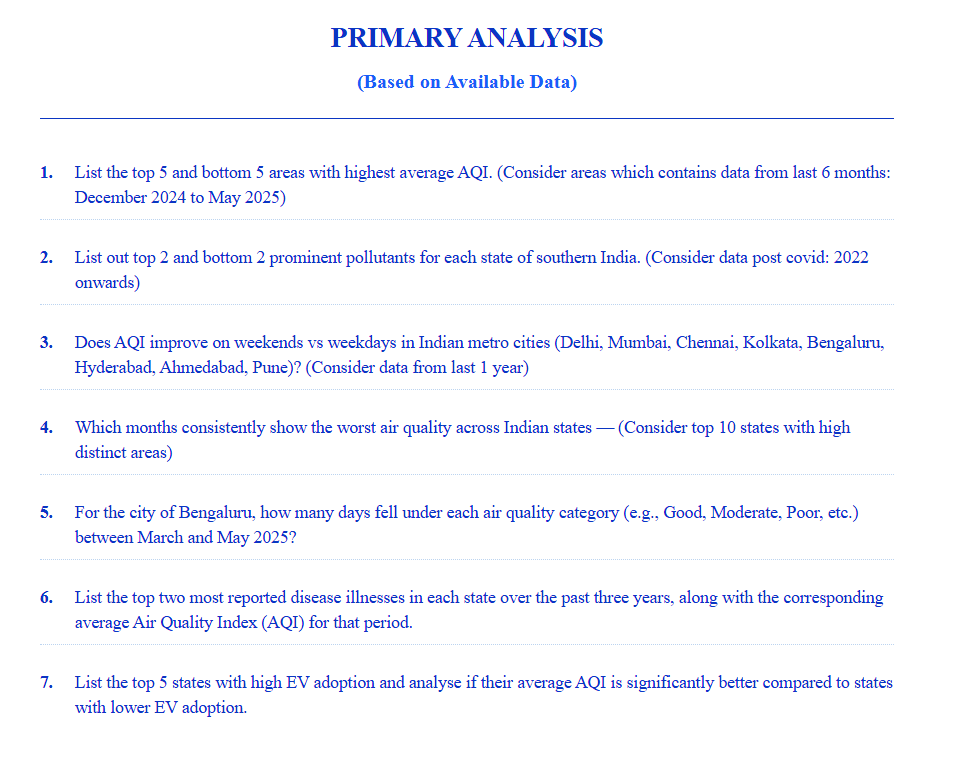 PRIMARY ANALYSIS
(Based on Available Data)
1. List the top 5 and bottom 5 areas with highest average AQI. (Consider areas which contains data from last 6 months:
December 2024 to May 2025)
2. List out top 2 and bottom 2 prominent pollutants for each state of southern India. (Consider data post covid: 2022
onwards)
3. Does AQI improve on weekends vs weekdays in Indian metro cities (Delhi, Mumbai, Chennai, Kolkata, Bengaluru,
Hyderabad, Ahmedabad, Pune)? (Consider data from last 1 year)
4. Which months consistently show the worst air quality across Indian states — (Consider top 10 states with high
distinct areas)
5. For the city of Bengaluru, how many days fell under each air quality category (e.g., Good, Moderate, Poor, etc.)
between March and May 2025?
6. List the top two most reported disease illnesses in each state over the past three years, along with the corresponding
average Air Quality Index (AQI) for that period.
7. List the top 5 states with high EV adoption and analyse if their average AQI is significantly better compared to states
with lower EV adoption.